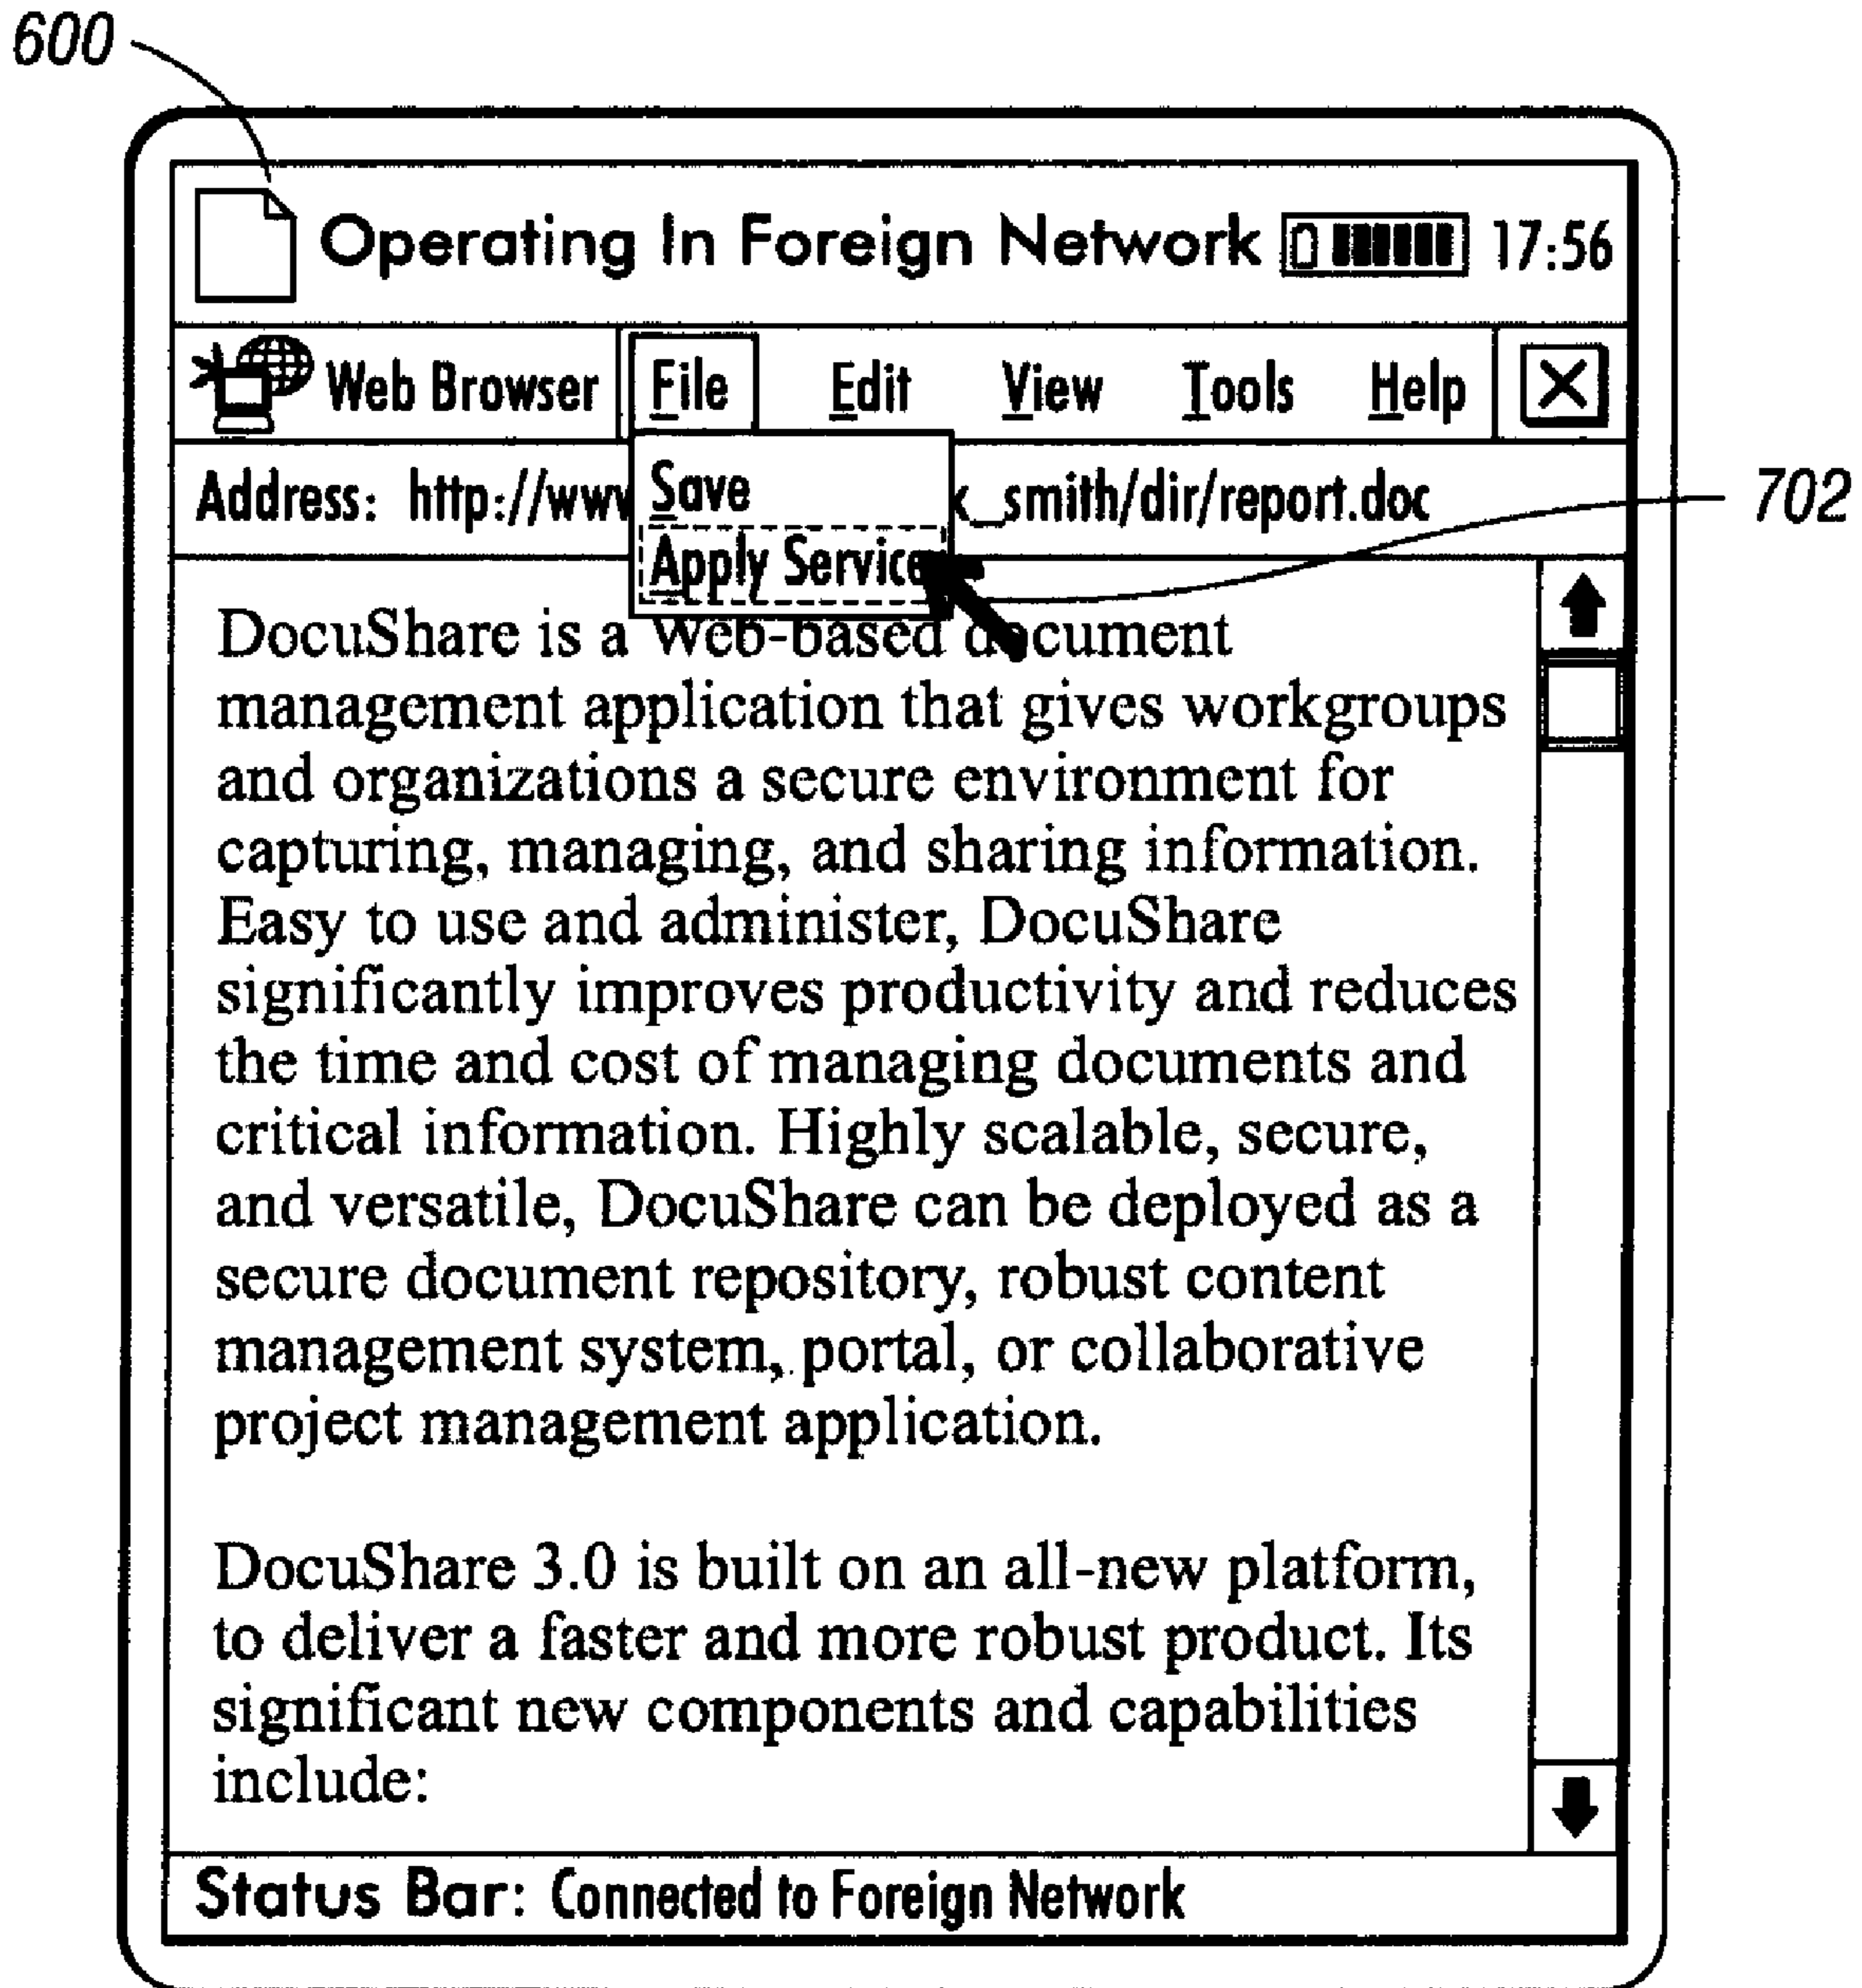 600
Operating In Foreign Network 17:56
Web Browser File Edit View Tools Help
Address: http://www k_smith/dir/report.doc
Save
Apply Service
702
DocuShare is a Web-based document
management application that gives workgroups
and organizations a secure environment for
capturing, managing, and sharing information.
Easy to use and administer, DocuShare
significantly improves productivity and reduces
the time and cost of managing documents and
critical information. Highly scalable, secure,
and versatile, DocuShare can be deployed as a
secure document repository, robust content
management system, portal, or collaborative
project management application.
DocuShare 3.0 is built on an all-new platform,
to deliver a faster and more robust product. Its
significant new components and capabilities
include:
Status Bar: Connected to Foreign Network